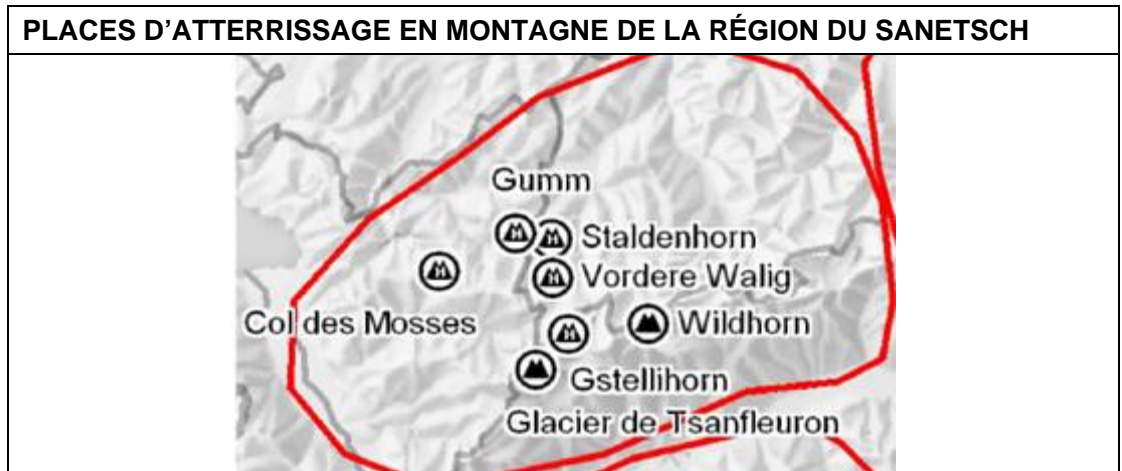 PLACES D’ATTERRISSAGE EN MONTAGNE DE LA RÉGION DU SANETSCH
Gumm
Staldenhorn
Vordere Walig
Col des Mosses
Wildhorn
Gstellihorn
Glacier de Tsanfleuron